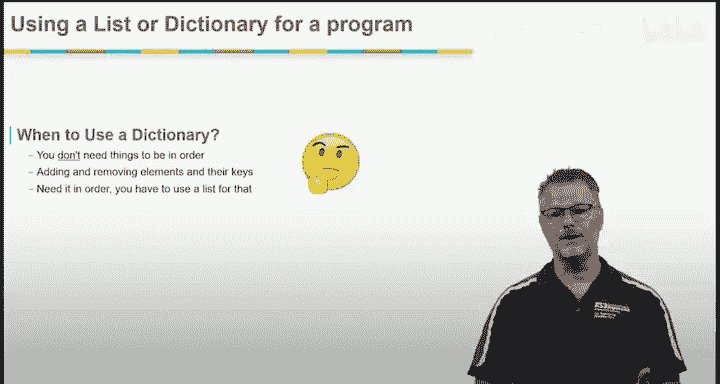 Using a List or Dictionary for a program
When to Use a Dictionary?
– You don't need things to be in order
– Adding and removing elements and their keys
– Need it in order, you have to use a list for that